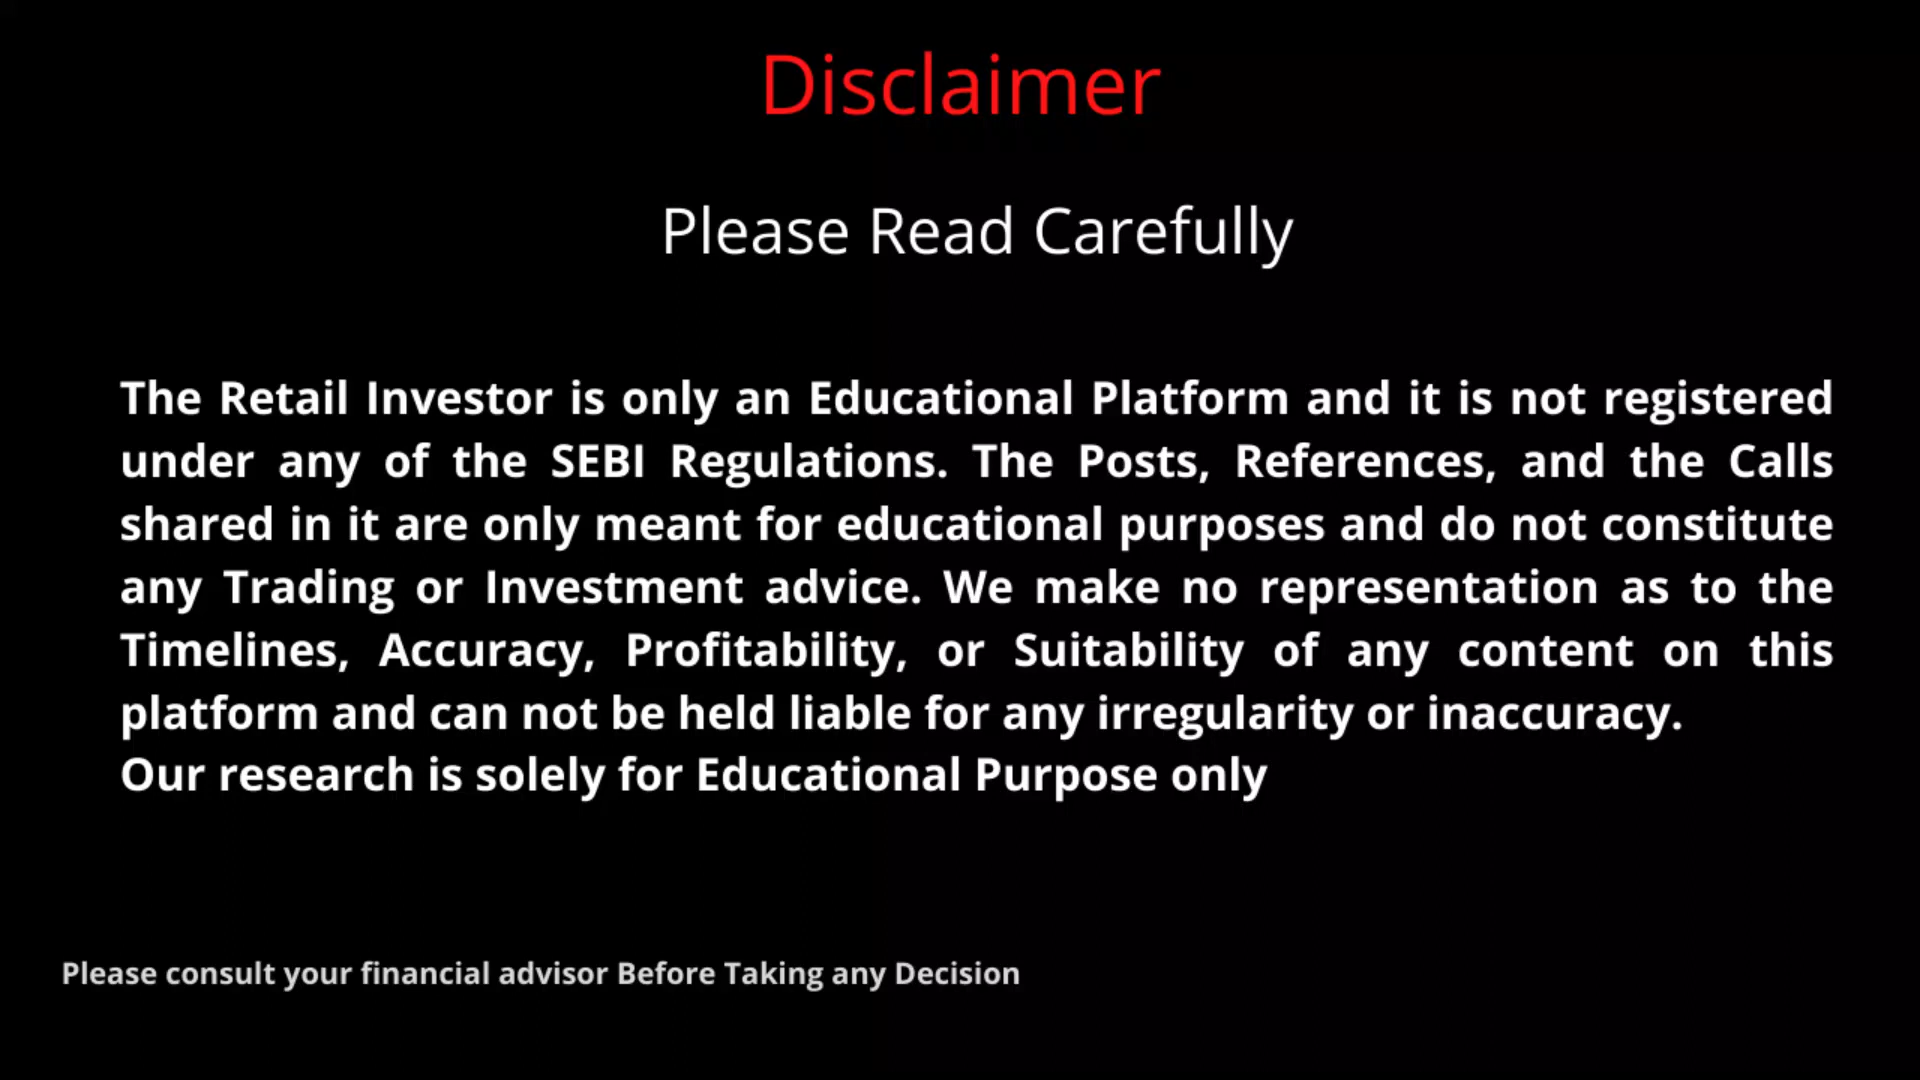 Disclaimer
Please Read Carefully
The Retail Investor is only an Educational Platform and it is not registered
under any of the SEBI Regulations. The Posts, References, and the Calls
shared in it are only meant for educational purposes and do not constitute
any Trading or Investment advice. We make no representation as to the
Timelines, Accuracy, Profitability, or Suitability of any content on this
platform and can not be held liable for any irregularity or inaccuracy.
Our research is solely for Educational Purpose only
Please consult your financial advisor Before Taking any Decision